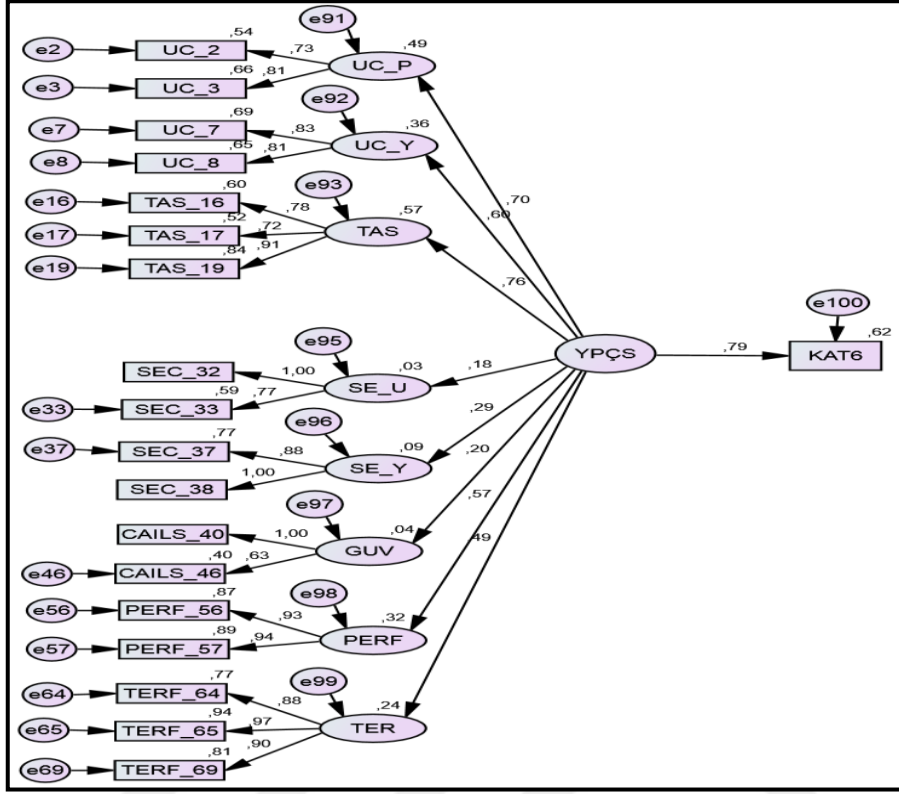 e91
,54
,49
e2
UC_2
,73
UC_P
,66
,81
e3
UC_3
e92
,69
,36
e7
UC_7
,83
UC_Y
,65
,81
e8
UC_8
,60
e93
,70
e16
TAS_16
,78
,57
,60
,52
e17
TAS_17
,72
TAS
,84
,91
e19
TAS_19
,76
e100
,62
e95
YPÇS
,79
KAT6
SEC_32
1,00
,03
,18
,59
,77
SE_U
e33
SEC_33
e96
,29
,77
e37
SEC_37
,88
,09
,20
SE_Y
1,00
SEC_38
e97
,57
CAILS_40
1,00
,04
,49
,40
,63
GUV
e46
CAILS_46
,87
e98
e56
PERF_56
,93
,32
,89
,94
PERF
e57
PERF_57
,77
e99
e64
TERF_64
,88
,24
,94
e65
TERF_65
,97
TER
,81
,90
e69
TERF_69